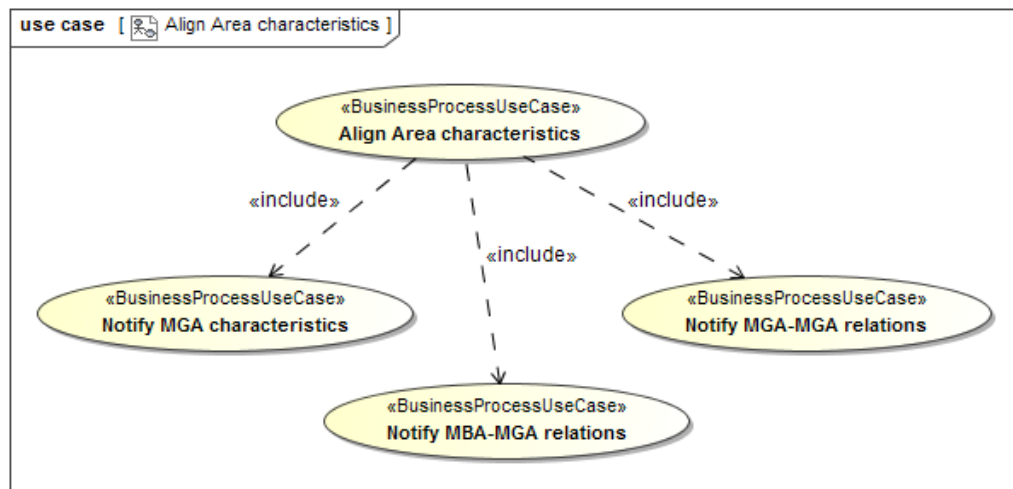 use case [ Align Area characteristics ]
«BusinessProcessUseCase»
Align Area characteristics
«include»
«include»
«include»
«BusinessProcessUseCase»
Notify MGA characteristics
«BusinessProcessUseCase»
Notify MGA-MGA relations
«BusinessProcessUseCase»
Notify MBA-MGA relations